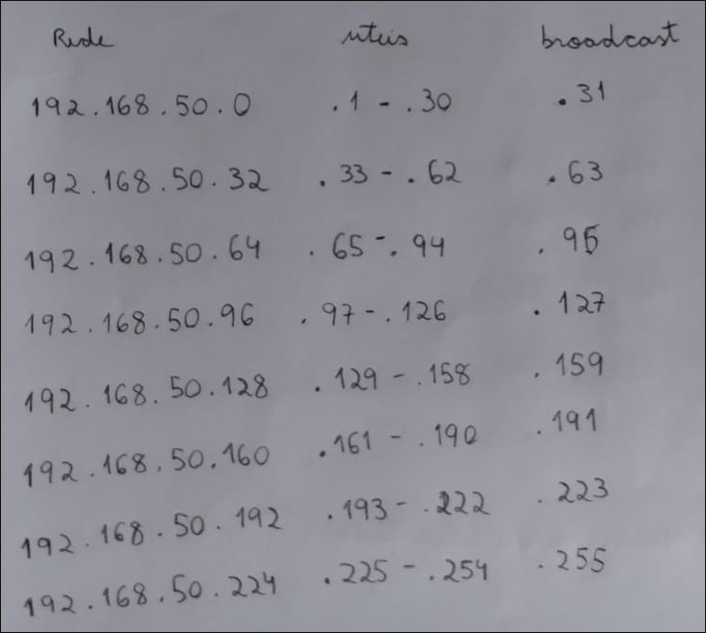 Rede úteis broadcast
192.168.50.0 .1 - .30 .31
192.168.50.32 .33 - .62 .63
192.168.50.64 .65 - .94 .95
192.168.50.96 .97 - .126 .127
192.168.50.128 .129 - .158 .159
192.168.50.160 .161 - .190 .191
192.168.50.192 .193 - .222 .223
192.168.50.224 .225 - .254 .255